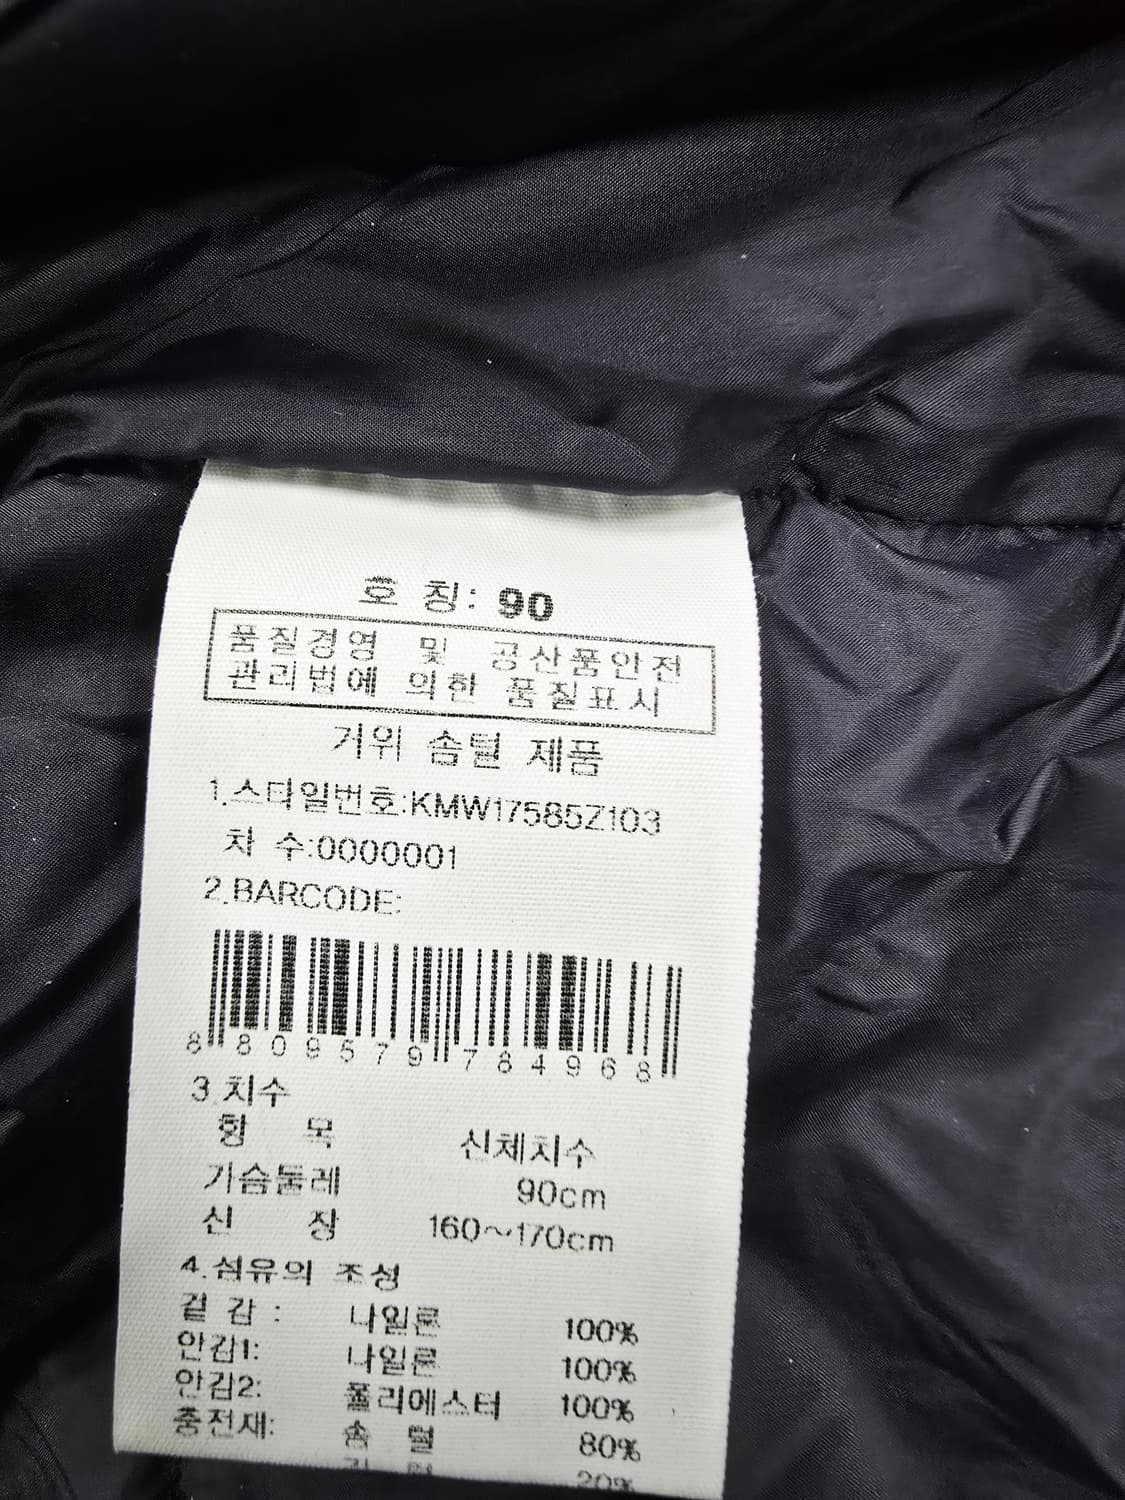 호 칭: 90
품질경영 및 공산품안전
관리법에 의한 품질표시
거위 솜털 제품
1.스타일번호:KMW17585Z103
차 수:0000001
2.BARCODE:
8 809579 784968
3.치수
항 목 신체치수
가슴둘레 90cm
신 장 160~170cm
4.섬유의 조성
겉 감 : 나일론 100%
안감1: 나일론 100%
안감2: 폴리에스터 100%
충전재: 솜 털 80%
20%